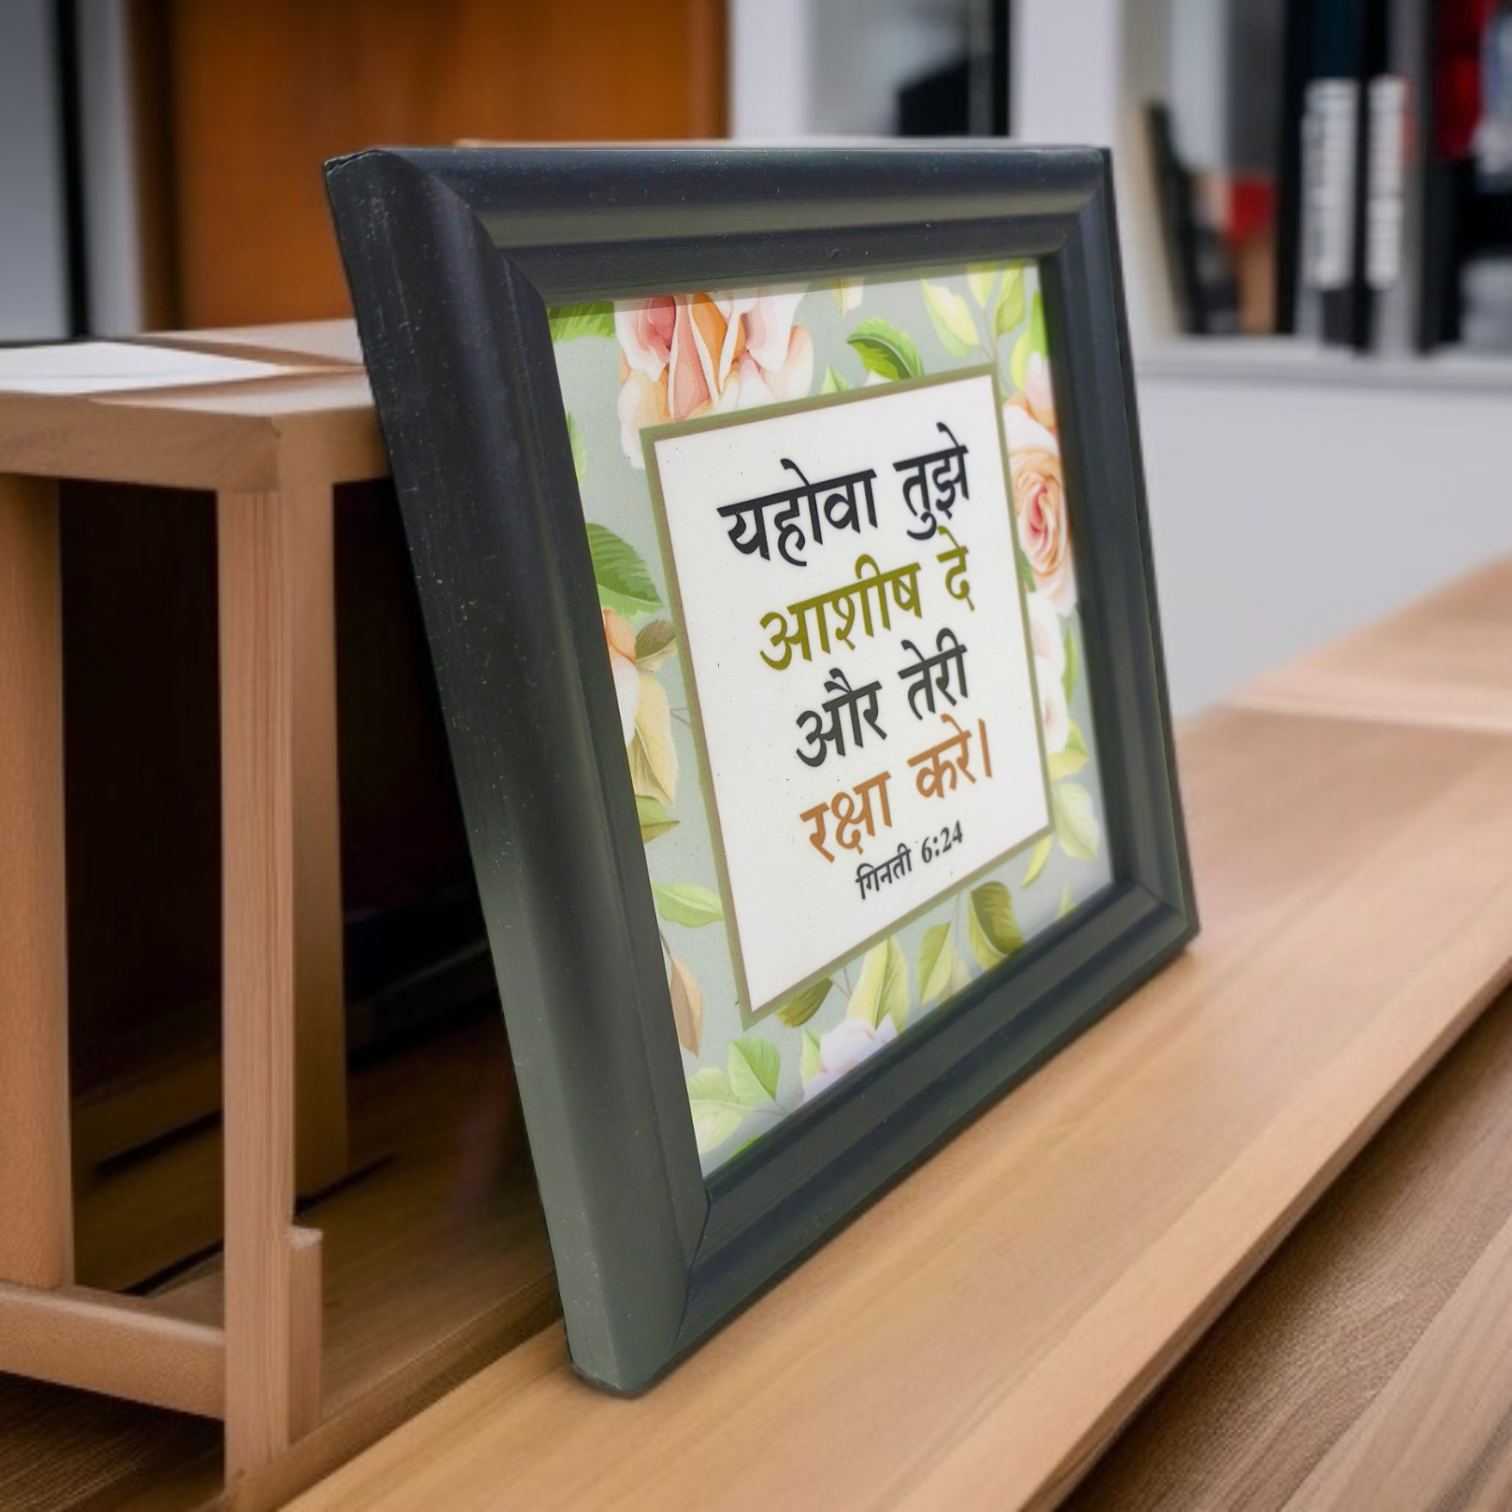 यहोवा तुझे
आशीष दे
और तेरी
रक्षा करे।
गिनती 6:24